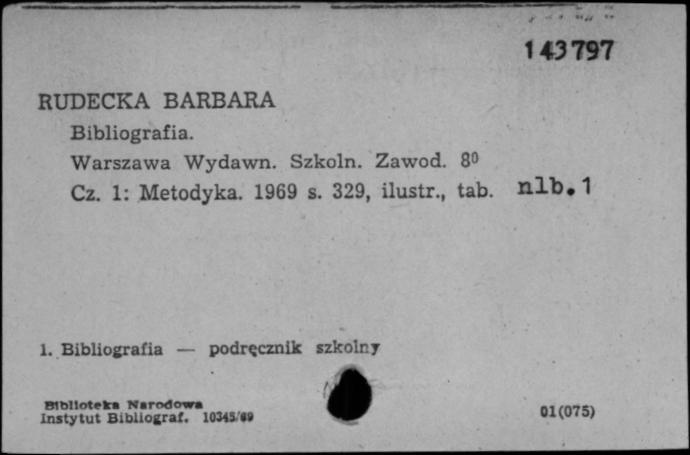 143797
RUDECKA BARBARA
Bibliografia.
Warszawa Wydawn. Szkoln. Zawod. 8⁰
Cz. 1: Metodyka. 1969 s. 329, ilustr., tab. nlb. 1
1. Bibliografia — podręcznik szkolny
Biblioteka Narodowa
Instytut Bibliograf. 10345/69
01(075)